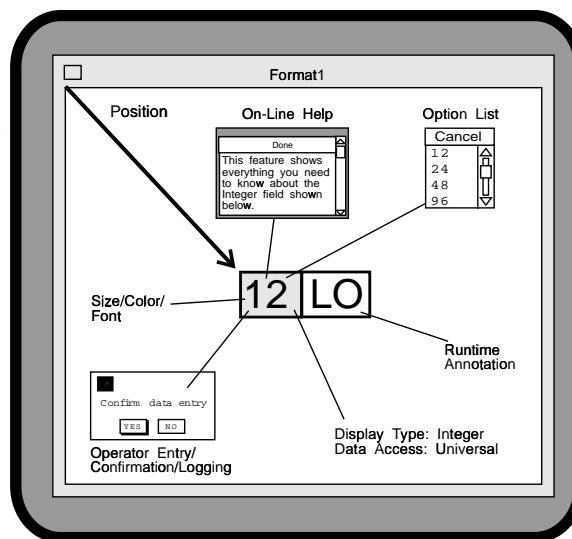 Format1
Position
On-Line Help
Option List
Done
This feature shows
everything you need
to know about the
Integer field shown
below.
Cancel
12
24
48
96
12 LO
Size/Color/
Font
Runtime
Annotation
Confirm data entry
YES NO
Operator Entry/
Confirmation/Logging
Display Type: Integer
Data Access: Universal